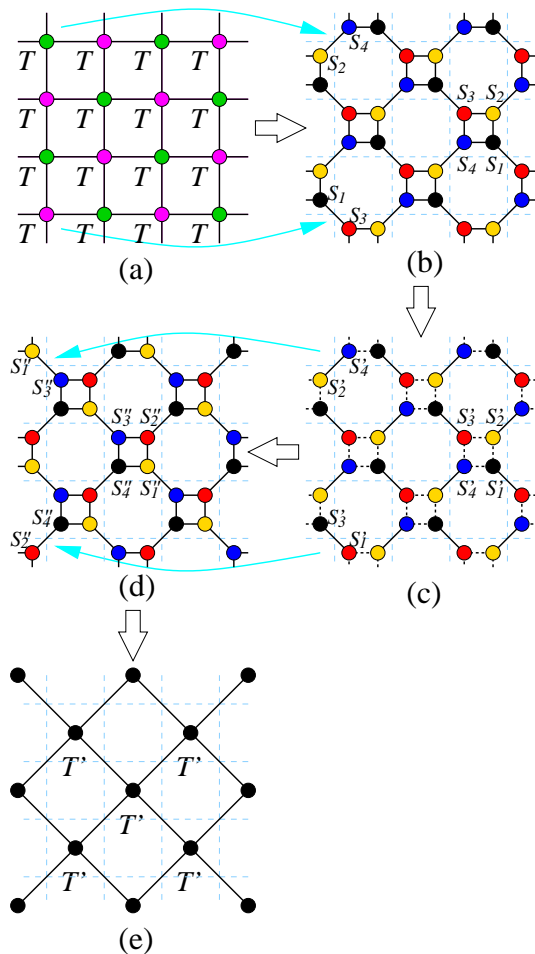 T T T T
T T T T
T T T T
T T T T
(a)
S4
S2
S3 S2
S4 S1
S1
S3
(b)
S''1
S''3
S''3 S''2
S''4 S''1
S''4
S''2
(d)
S'4
S'2
S'3 S'2
S'4 S'1
S'3
S'1
(c)
T' T'
T'
T' T'
(e)